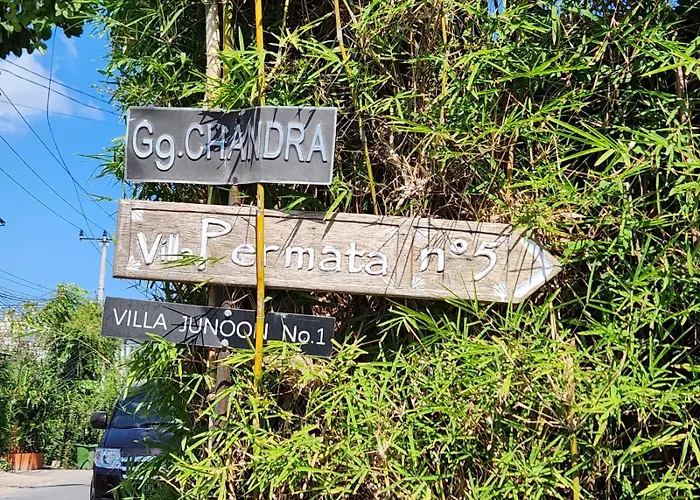 Gg.CHANDRA
Villa Permata n°5
VILLA JUNOON No.1